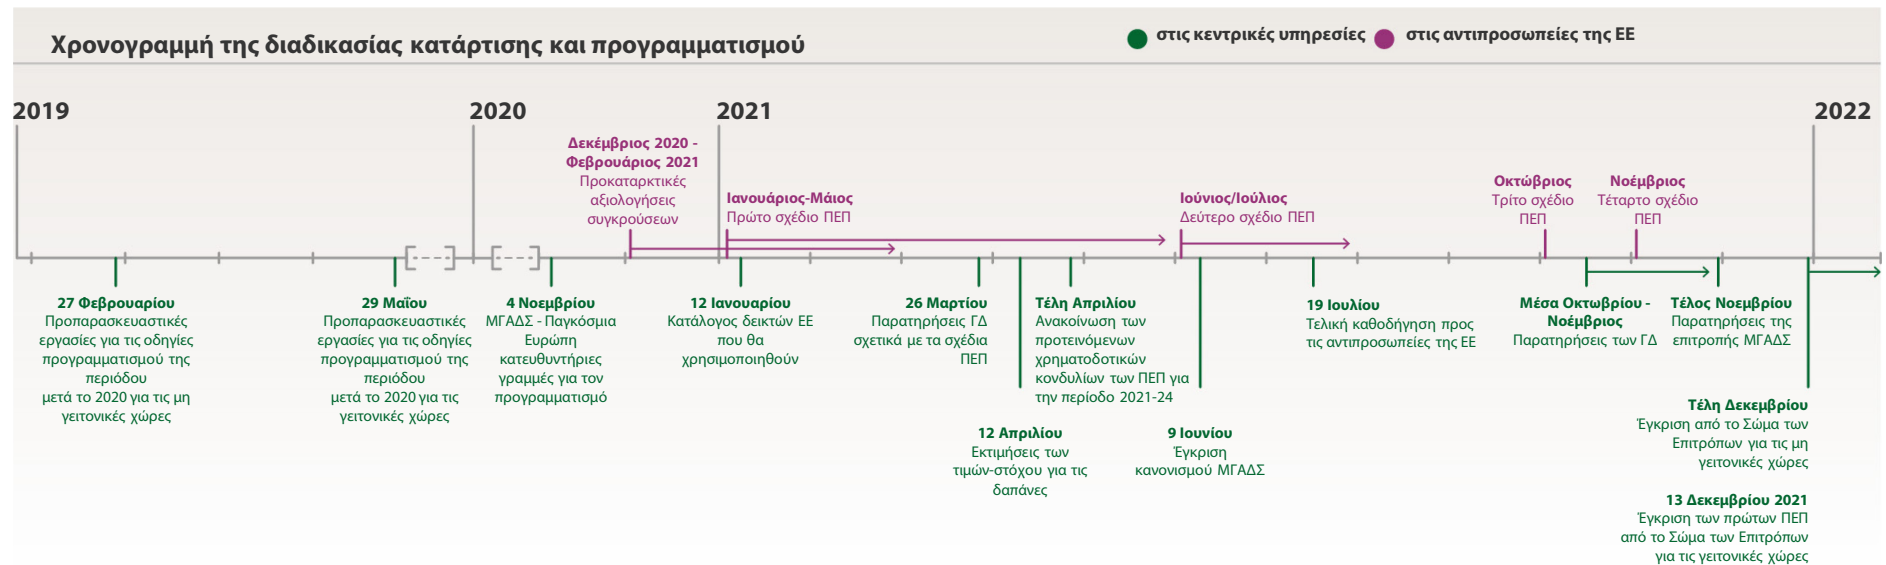 Χρονογραμμή της διαδικασίας κατάρτισης και προγραμματισμού
στις κεντρικές υπηρεσίες
στις αντιπροσωπείες της ΕΕ
2019
2020
2021
2022
Δεκέμβριος 2020 -
Φεβρουάριος 2021
Προκαταρκτικές
αξιολογήσεις
συγκρούσεων
Ιανουάριος-Μάιος
Πρώτο σχέδιο ΠΕΠ
Ιούνιος/Ιούλιος
Δεύτερο σχέδιο ΠΕΠ
Οκτώβριος
Τρίτο σχέδιο
ΠΕΠ
Νοέμβριος
Τέταρτο σχέδιο
ΠΕΠ
27 Φεβρουαρίου
Προπαρασκευαστικές
εργασίες για τις οδηγίες
προγραμματισμού της
περιόδου
μετά το 2020 για τις μη
γειτονικές χώρες
29 Μαΐου
Προπαρασκευαστικές
εργασίες για τις οδηγίες
προγραμματισμού της
περιόδου
μετά το 2020 για τις
γειτονικές χώρες
4 Νοεμβρίου
ΜΓΑΔΣ - Παγκόσμια
Ευρώπη
κατευθυντήριες
γραμμές για τον
προγραμματισμό
12 Ιανουαρίου
Κατάλογος δεικτών ΕΕ
που θα
χρησιμοποιηθούν
26 Μαρτίου
Παρατηρήσεις ΓΔ
σχετικά με τα σχέδια
ΠΕΠ
12 Απριλίου
Εκτιμήσεις των
τιμών-στόχου για τις
δαπάνες
Τέλη Απριλίου
Ανακοίνωση των
προτεινόμενων
χρηματοδοτικών
κονδυλίων των ΠΕΠ για
την περίοδο 2021-24
9 Ιουνίου
Έγκριση
κανονισμού ΜΓΑΔΣ
19 Ιουλίου
Τελική καθοδήγηση προς
τις αντιπροσωπείες της ΕΕ
Μέσα Οκτωβρίου -
Νοέμβριος
Παρατηρήσεις των ΓΔ
Τέλος Νοεμβρίου
Παρατηρήσεις της
επιτροπής ΜΓΑΔΣ
Τέλη Δεκεμβρίου
Έγκριση από το Σώμα των
Επιτρόπων για τις μη
γειτονικές χώρες
13 Δεκεμβρίου 2021
Έγκριση των πρώτων ΠΕΠ
από το Σώμα των Επιτρόπων
για τις γειτονικές χώρες